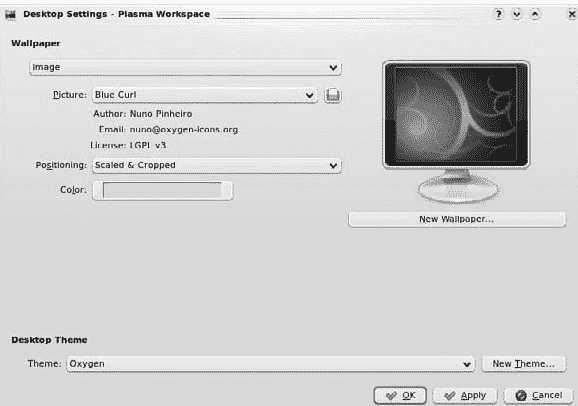 Desktop Settings - Plasma Workspace
Wallpaper
Image
Picture: Blue Curl
Author: Nuno Pinheiro
Email: nuno@oxygen-icons.org
License: LGPL v3
Positioning: Scaled & Cropped
Color:
New Wallpaper...
Desktop Theme
Theme: Oxygen New Theme...
OK Apply Cancel